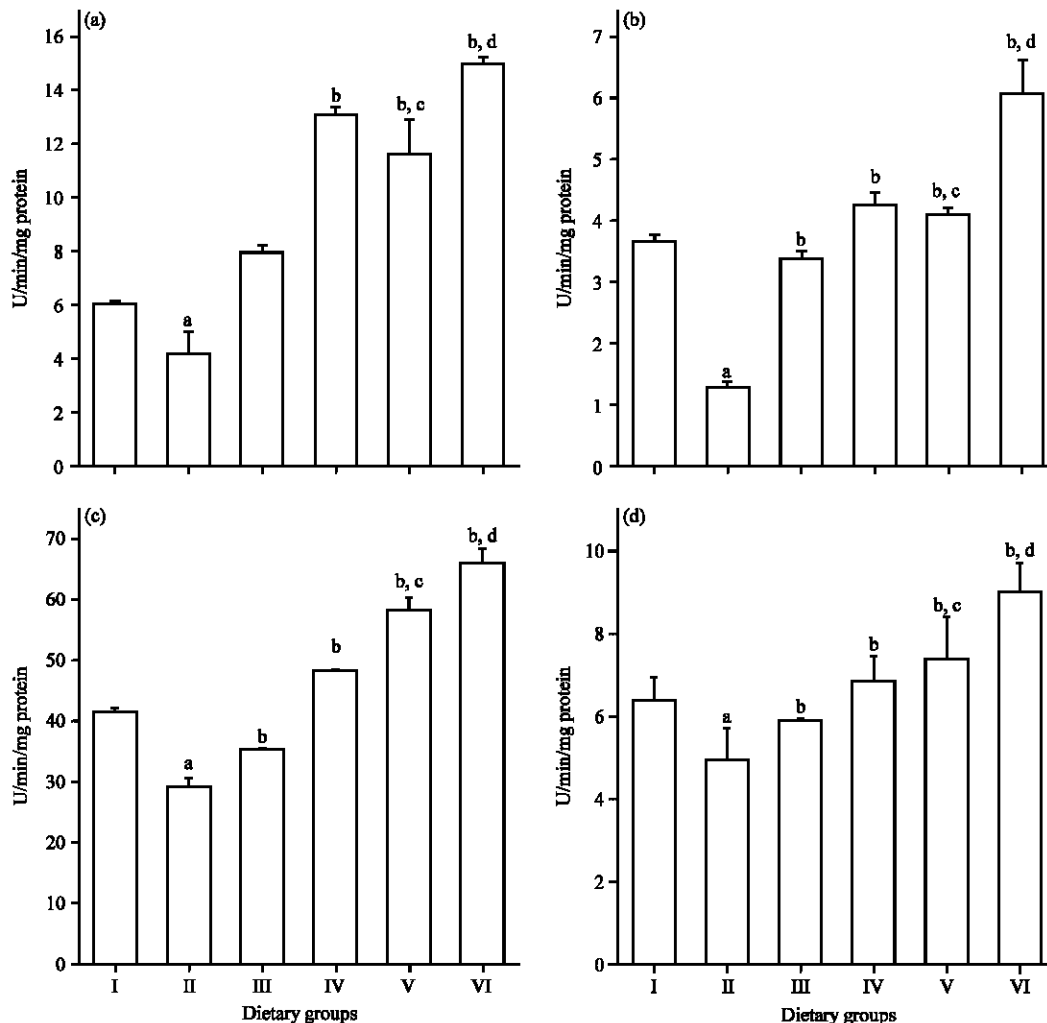 (a)
16
14
12
10
8
6
4
2
0
U/min/mg protein
a
b
b, c
b, d
(b)
7
6
5
4
3
2
1
0
U/min/mg protein
a
b
b
b, c
b, d
(c)
70
60
50
40
30
20
10
0
U/min/mg protein
a
b
b
b, c
b, d
I II III IV V VI
Dietary groups
(d)
10
8
6
4
2
0
U/min/mg protein
a
b
b
b, c
b, d
I II III IV V VI
Dietary groups